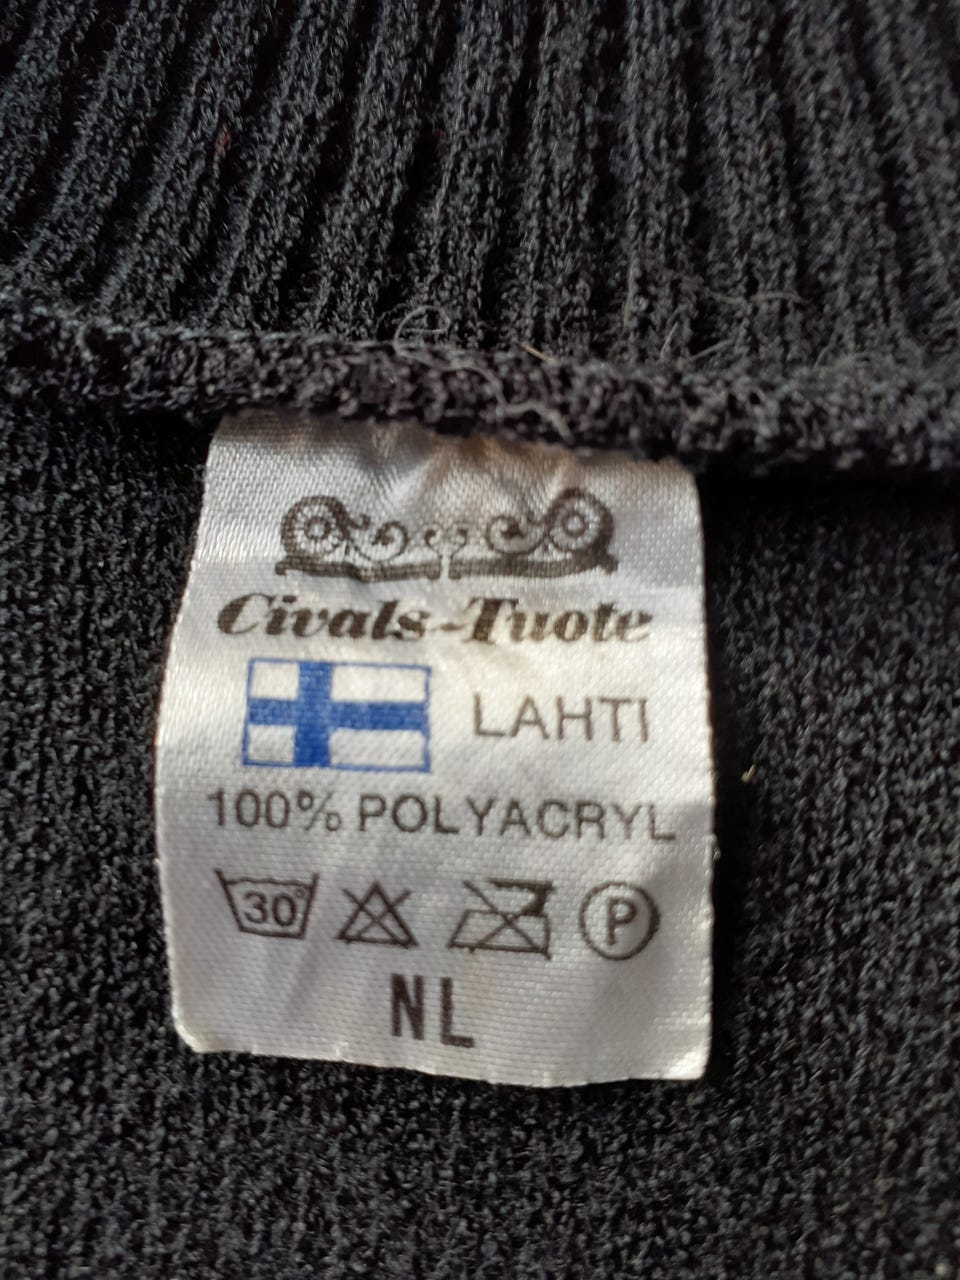 Civals-Tuote
LAHTI
100% POLYACRYL
30° P
NL